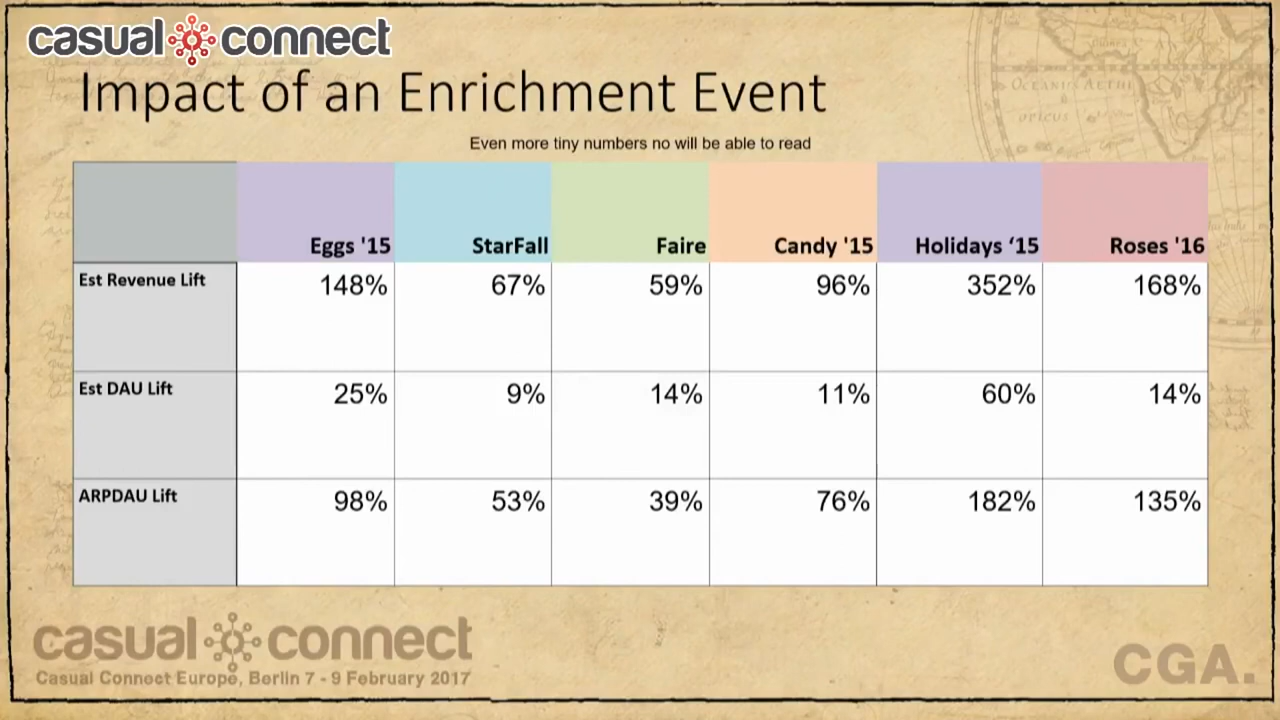 casual connect
Impact of an Enrichment Event
Even more tiny numbers no will be able to read
Eggs '15 StarFall Faire Candy '15 Holidays ‘15 Roses '16
Est Revenue Lift 148% 67% 59% 96% 352% 168%
Est DAU Lift 25% 9% 14% 11% 60% 14%
ARPDAU Lift 98% 53% 39% 76% 182% 135%
casual connect
Casual Connect Europe, Berlin 7 - 9 February 2017
CGA.